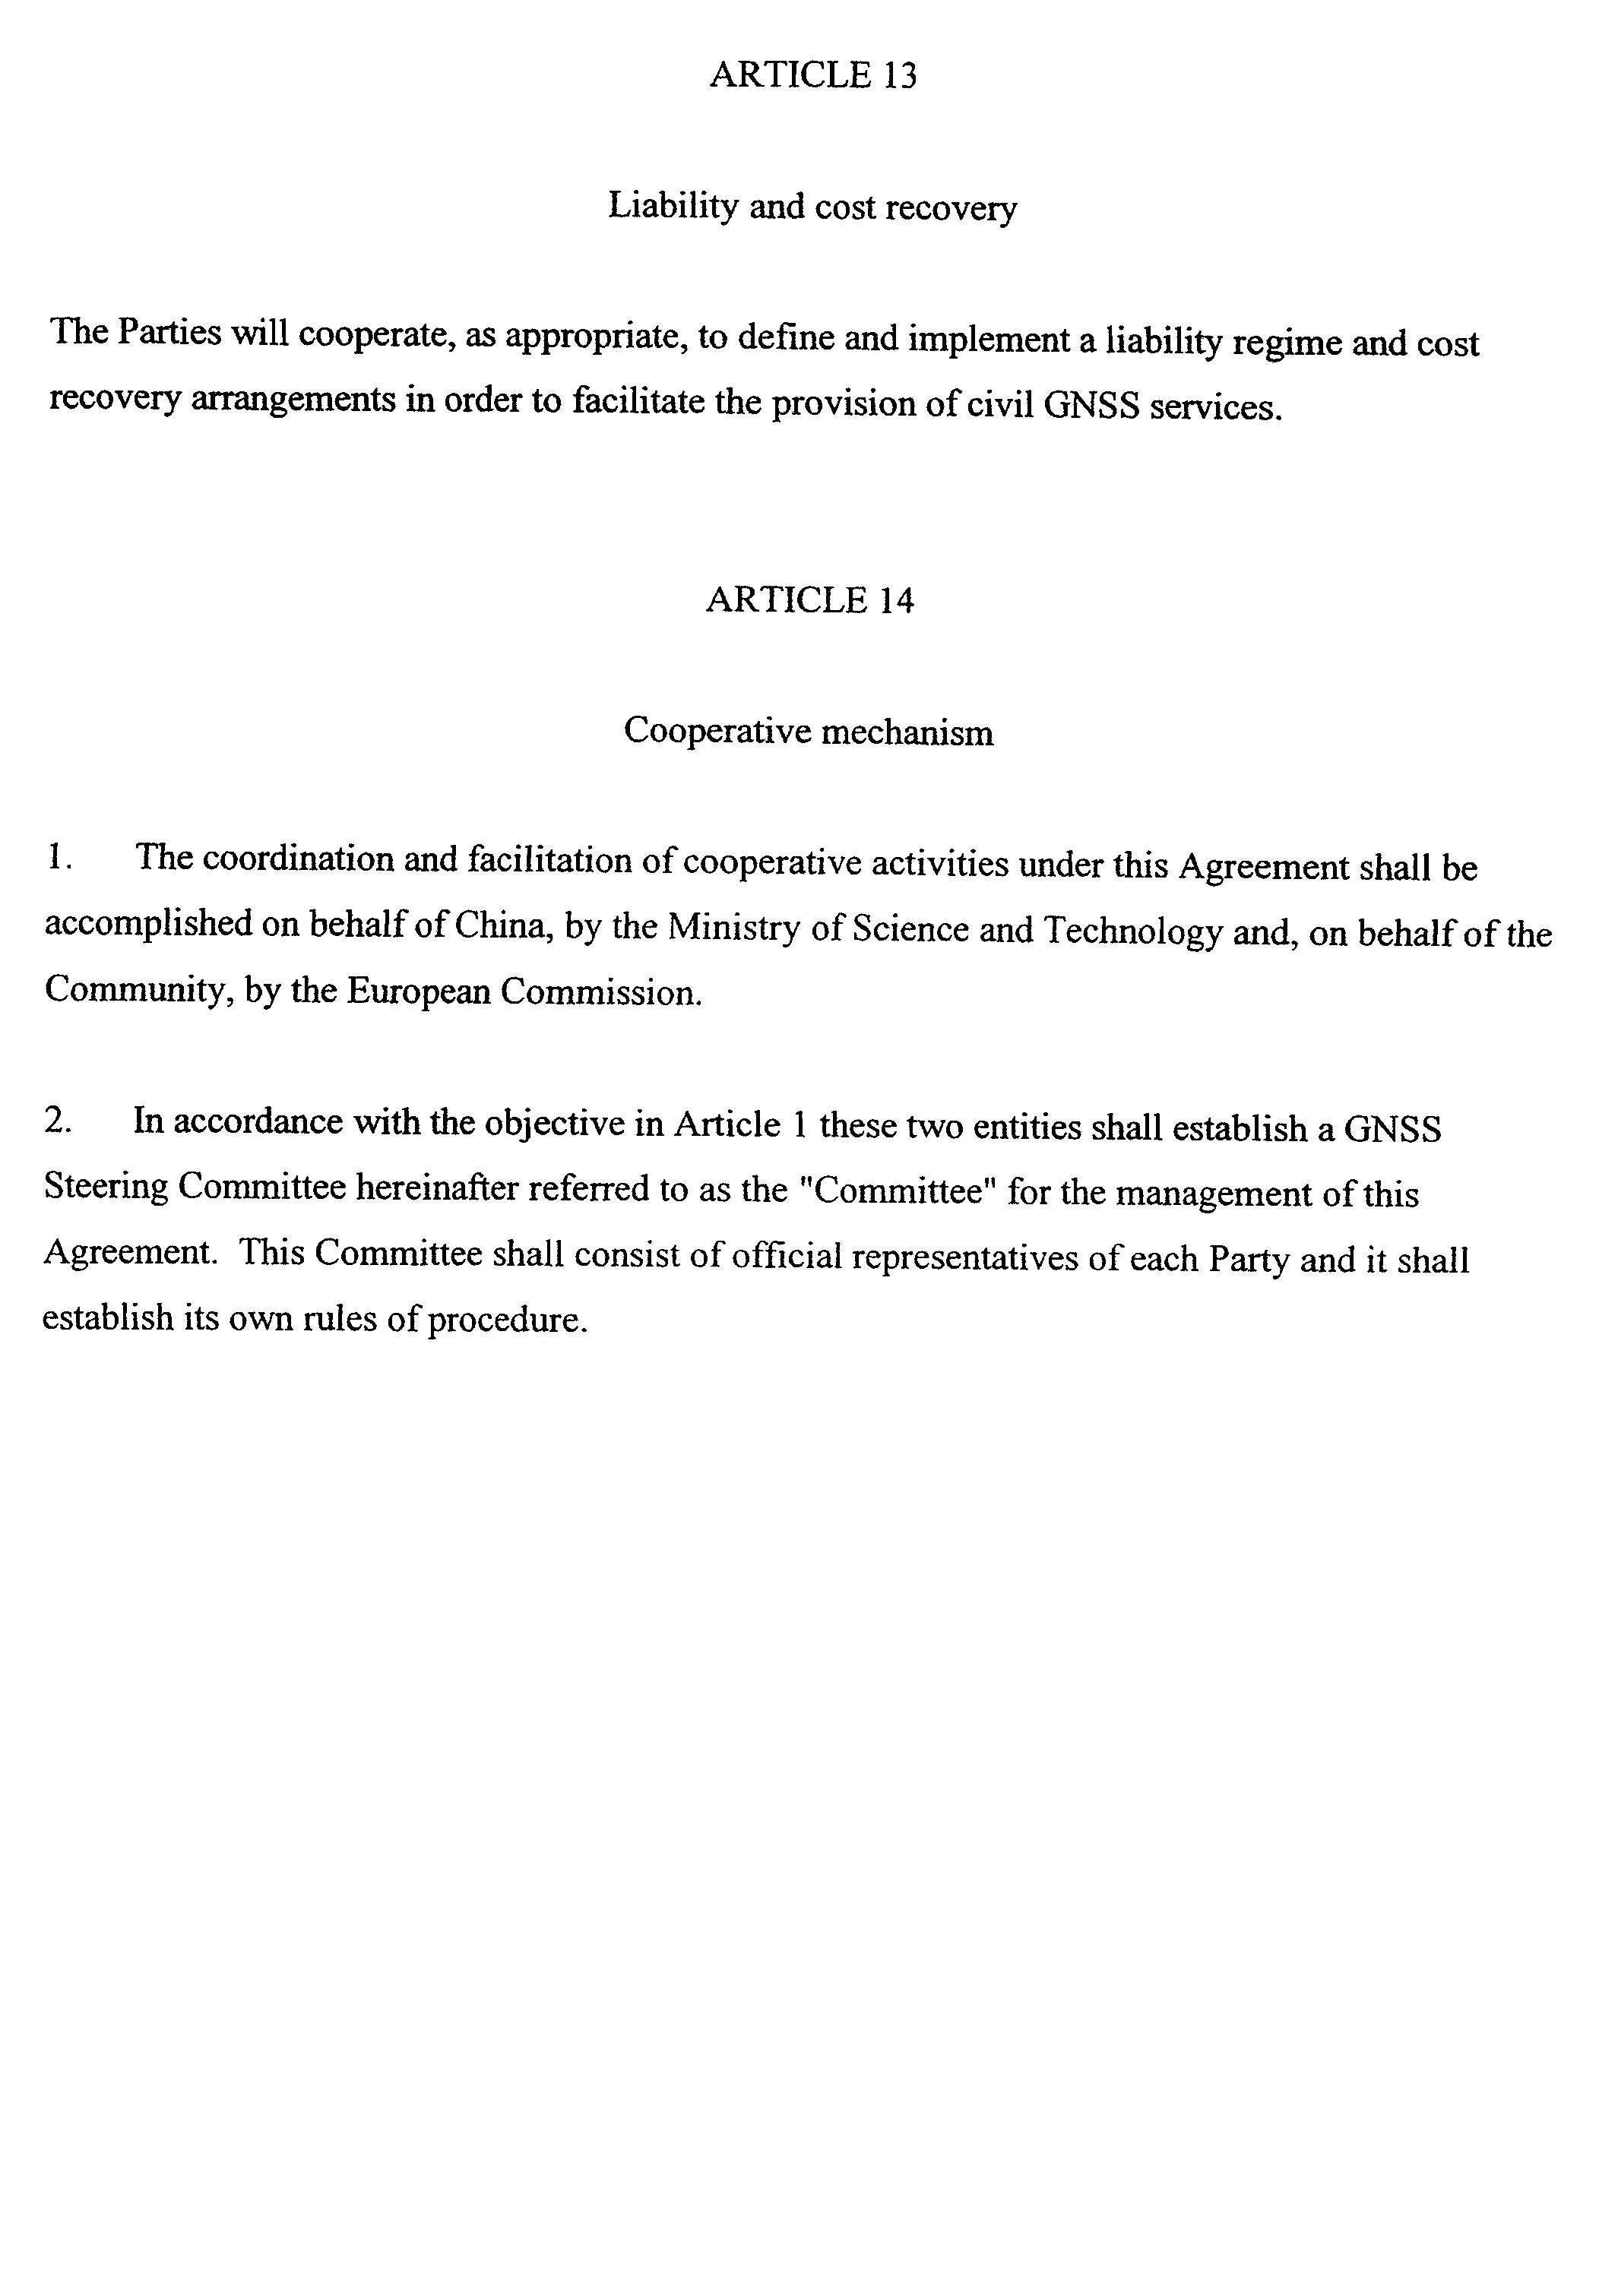 ARTICLE 13
Liability and cost recovery
The Parties will cooperate, as appropriate, to define and implement a liability regime and cost
recovery arrangements in order to facilitate the provision of civil GNSS services.
ARTICLE 14
Cooperative mechanism
1. The coordination and facilitation of cooperative activities under this Agreement shall be
accomplished on behalf of China, by the Ministry of Science and Technology and, on behalf of the
Community, by the European Commission.
2. In accordance with the objective in Article 1 these two entities shall establish a GNSS
Steering Committee hereinafter referred to as the "Committee" for the management of this
Agreement. This Committee shall consist of official representatives of each Party and it shall
establish its own rules of procedure.